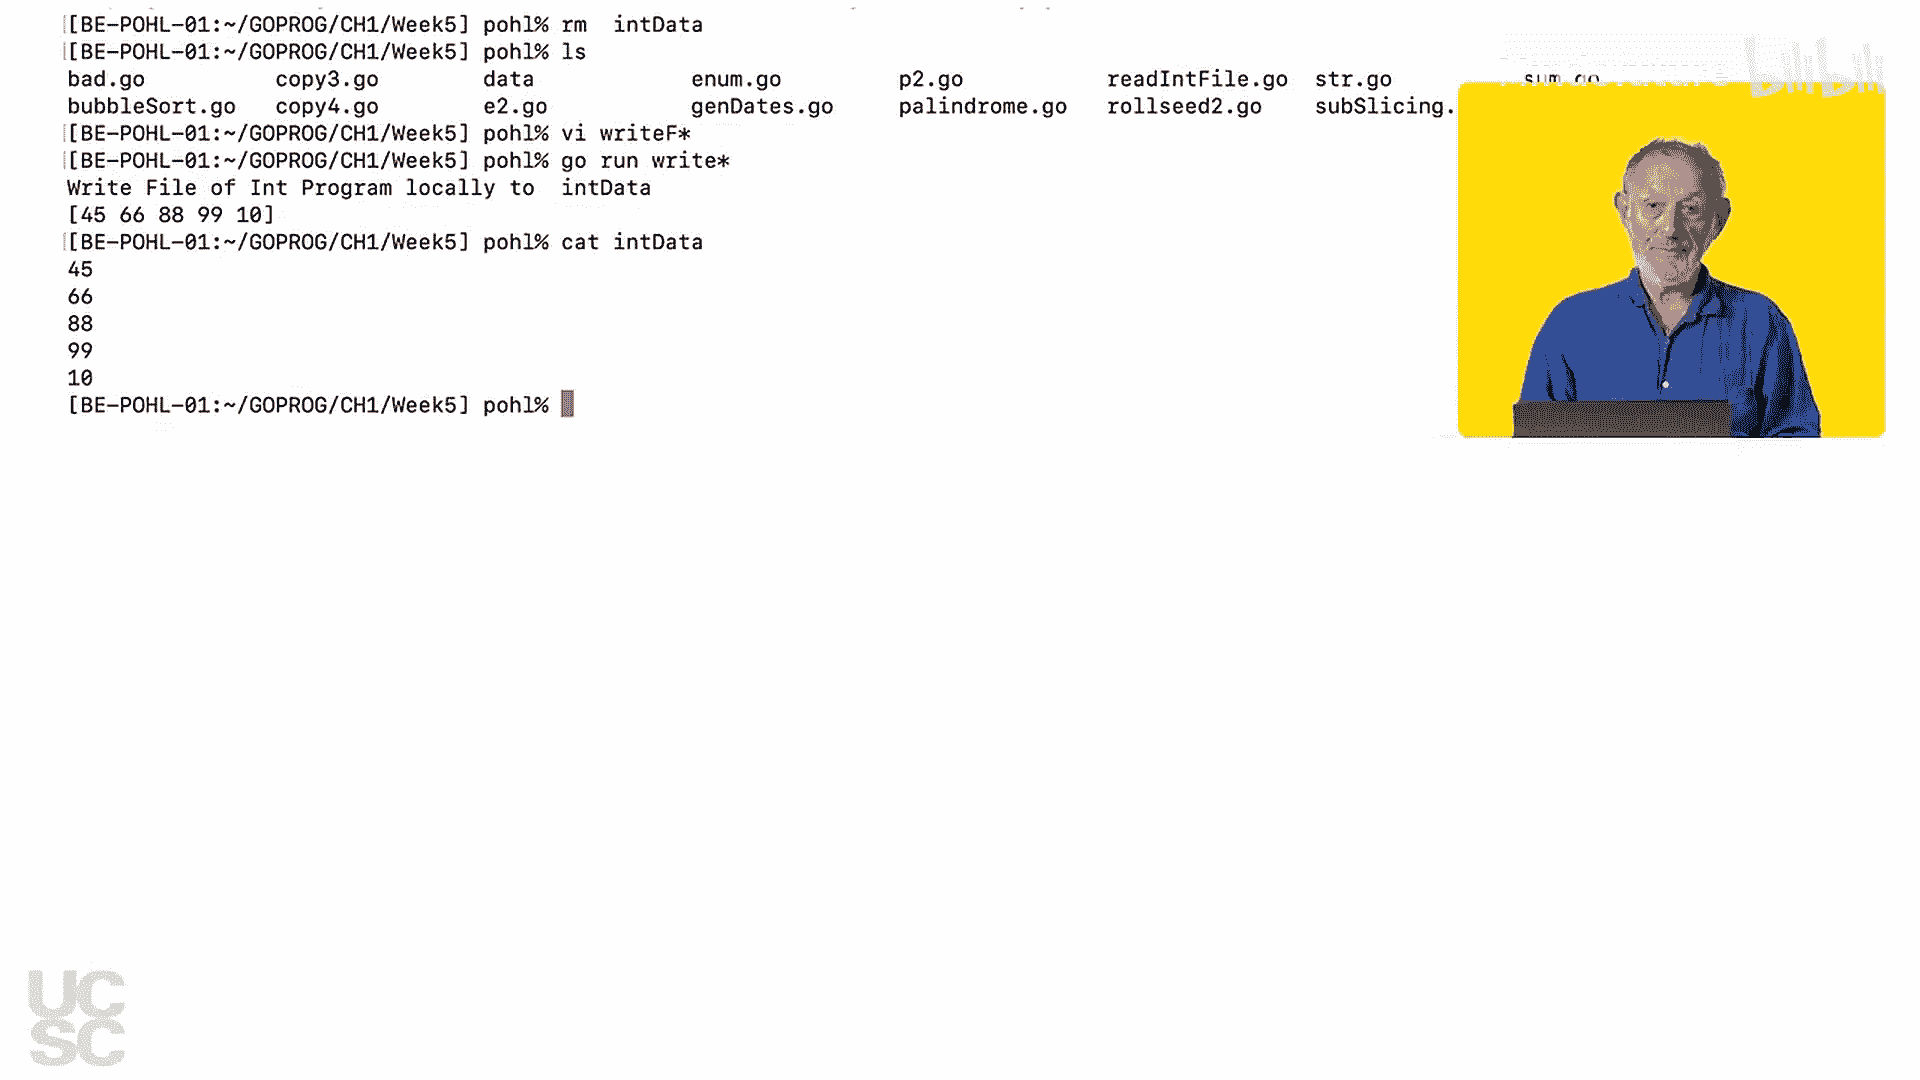 [BE-POHL-01:~/GOPROG/CH1/Week5] pohl% rm  intData
[BE-POHL-01:~/GOPROG/CH1/Week5] pohl% ls
bad.go copy3.go data enum.go p2.go readIntFile.go str.go sum.go
bubbleSort.go copy4.go e2.go genDates.go palindrome.go rollseed2.go subSlicing.
[BE-POHL-01:~/GOPROG/CH1/Week5] pohl% vi writeF*
[BE-POHL-01:~/GOPROG/CH1/Week5] pohl% go run write*
Write File of Int Program locally to  intData
[45 66 88 99 10]
[BE-POHL-01:~/GOPROG/CH1/Week5] pohl% cat intData
45
66
88
99
10
[BE-POHL-01:~/GOPROG/CH1/Week5] pohl%
bilibili
UC
SC